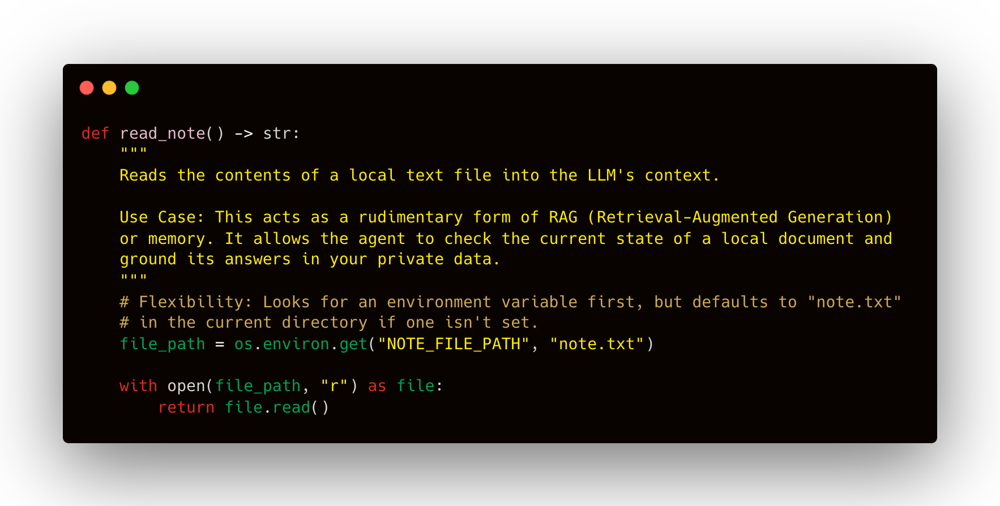 def read_note() -> str:
    """
    Reads the contents of a local text file into the LLM's context.

    Use Case: This acts as a rudimentary form of RAG (Retrieval-Augmented Generation)
    or memory. It allows the agent to check the current state of a local document and
    ground its answers in your private data.
    """
    # Flexibility: Looks for an environment variable first, but defaults to "note.txt"
    # in the current directory if one isn't set.
    file_path = os.environ.get("NOTE_FILE_PATH", "note.txt")

    with open(file_path, "r") as file:
        return file.read()